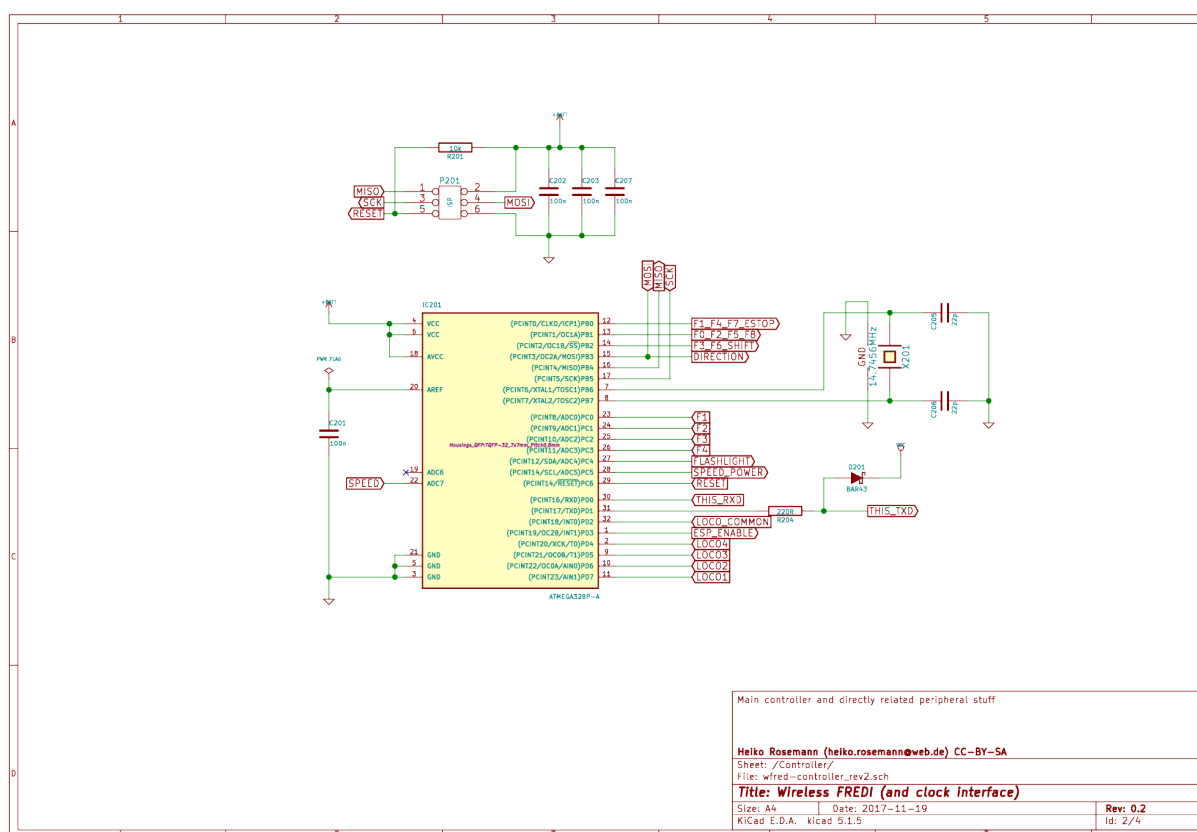 1 2 3 4 5
A
B
C
D
+BATT
10k
R201
P201
ISP
MISO 1 2
SCK 3 4 MOSI
RESET 5 6
C202 C203 C207
100n 100n 100n
MOSI MISO SCK
+BATT
IC201
4 VCC (PCINT0/CLKO/ICP1)PB0 12 F1_F4_F7_ESTOP
6 VCC (PCINT1/OC1A)PB1 13 F0_F2_F5_F8
(PCINT2/OC1B/SS)PB2 14 F3_F6_SHIFT
18 AVCC (PCINT3/OC2A/MOSI)PB3 15 DIRECTION
(PCINT4/MISO)PB4 16
(PCINT5/SCK)PB5 17
20 AREF (PCINT6/XTAL1/TOSC1)PB6 7
(PCINT7/XTAL2/TOSC2)PB7 8
(PCINT8/ADC0)PC0 23 F1
(PCINT9/ADC1)PC1 24 F2
(PCINT10/ADC2)PC2 25 F3
(PCINT11/ADC3)PC3 26 F4
Housings_QFP:TQFP-32_7x7mm_Pitch0.8mm
(PCINT12/SDA/ADC4)PC4 27 FLASHLIGHT
19 ADC6 (PCINT14/SCL/ADC5)PC5 28 SPEED_POWER
SPEED 22 ADC7 (PCINT14/RESET)PC6 29 RESET
(PCINT16/RXD)PD0 30 THIS_RXD
(PCINT17/TXD)PD1 31
(PCINT18/INT0)PD2 32 LOCO_COMMON
(PCINT19/OC2B/INT1)PD3 1 ESP_ENABLE
(PCINT20/XCK/T0)PD4 2 LOCO4
21 GND (PCINT21/OC0B/T1)PD5 9 LOCO3
5 GND (PCINT22/OC0A/AIN0)PD6 10 LOCO2
3 GND (PCINT23/AIN1)PD7 11 LOCO1
ATMEGA328P-A
PWR_FLAG
C201
100n
GND
14.7456MHz
X201
C205
22p
C206
22p
VCC
D201
BAR43
220R
R204
THIS_TXD
Main controller and directly related peripheral stuff
Heiko Rosemann (heiko.rosemann@web.de) CC-BY-SA
Sheet: /Controller/
File: wfred-controller_rev2.sch
Title: Wireless FREDI (and clock interface)
Size: A4 Date: 2017-11-19 Rev: 0.2
KiCad E.D.A. kicad 5.1.5 Id: 2/4